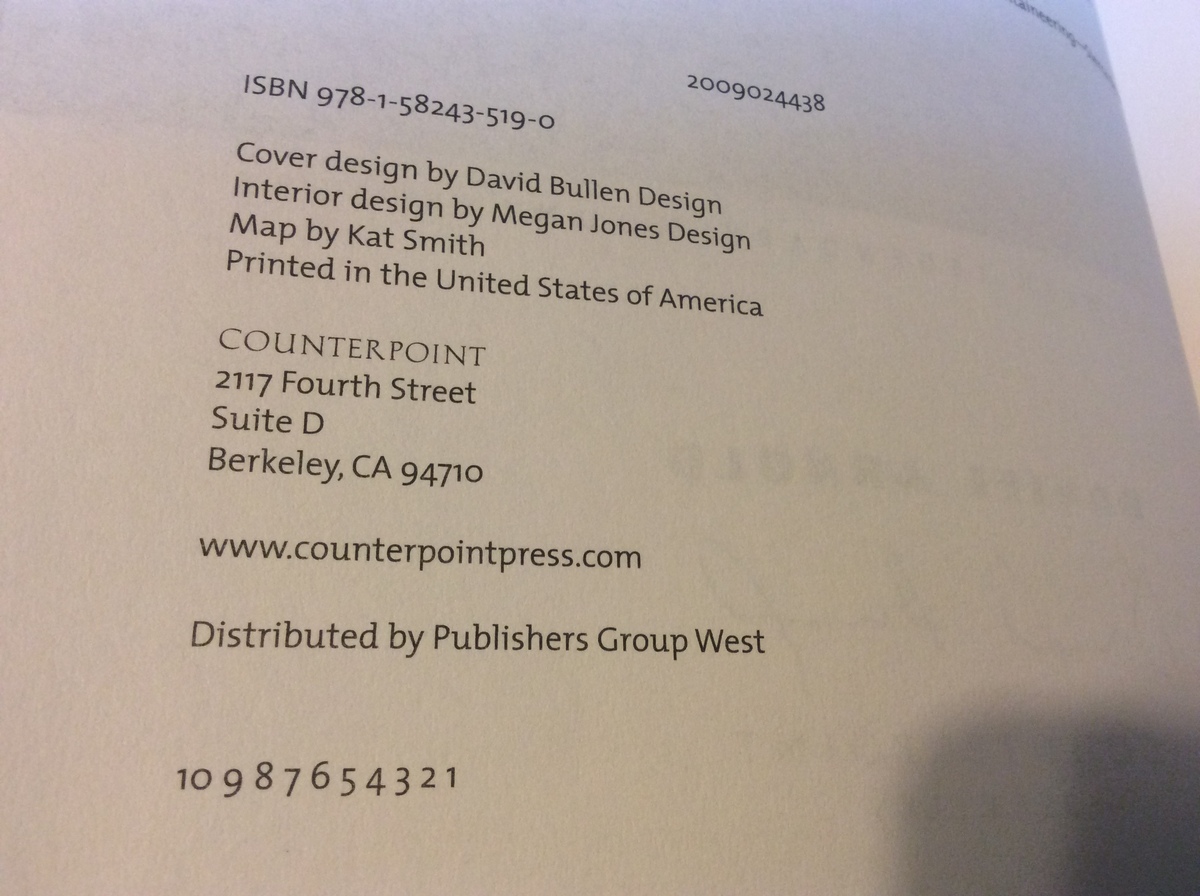 2009024438
ISBN 978-1-58243-519-0
Cover design by David Bullen Design
Interior design by Megan Jones Design
Map by Kat Smith
Printed in the United States of America
COUNTERPOINT
2117 Fourth Street
Suite D
Berkeley, CA 94710
www.counterpointpress.com
Distributed by Publishers Group West
10 9 8 7 6 5 4 3 2 1